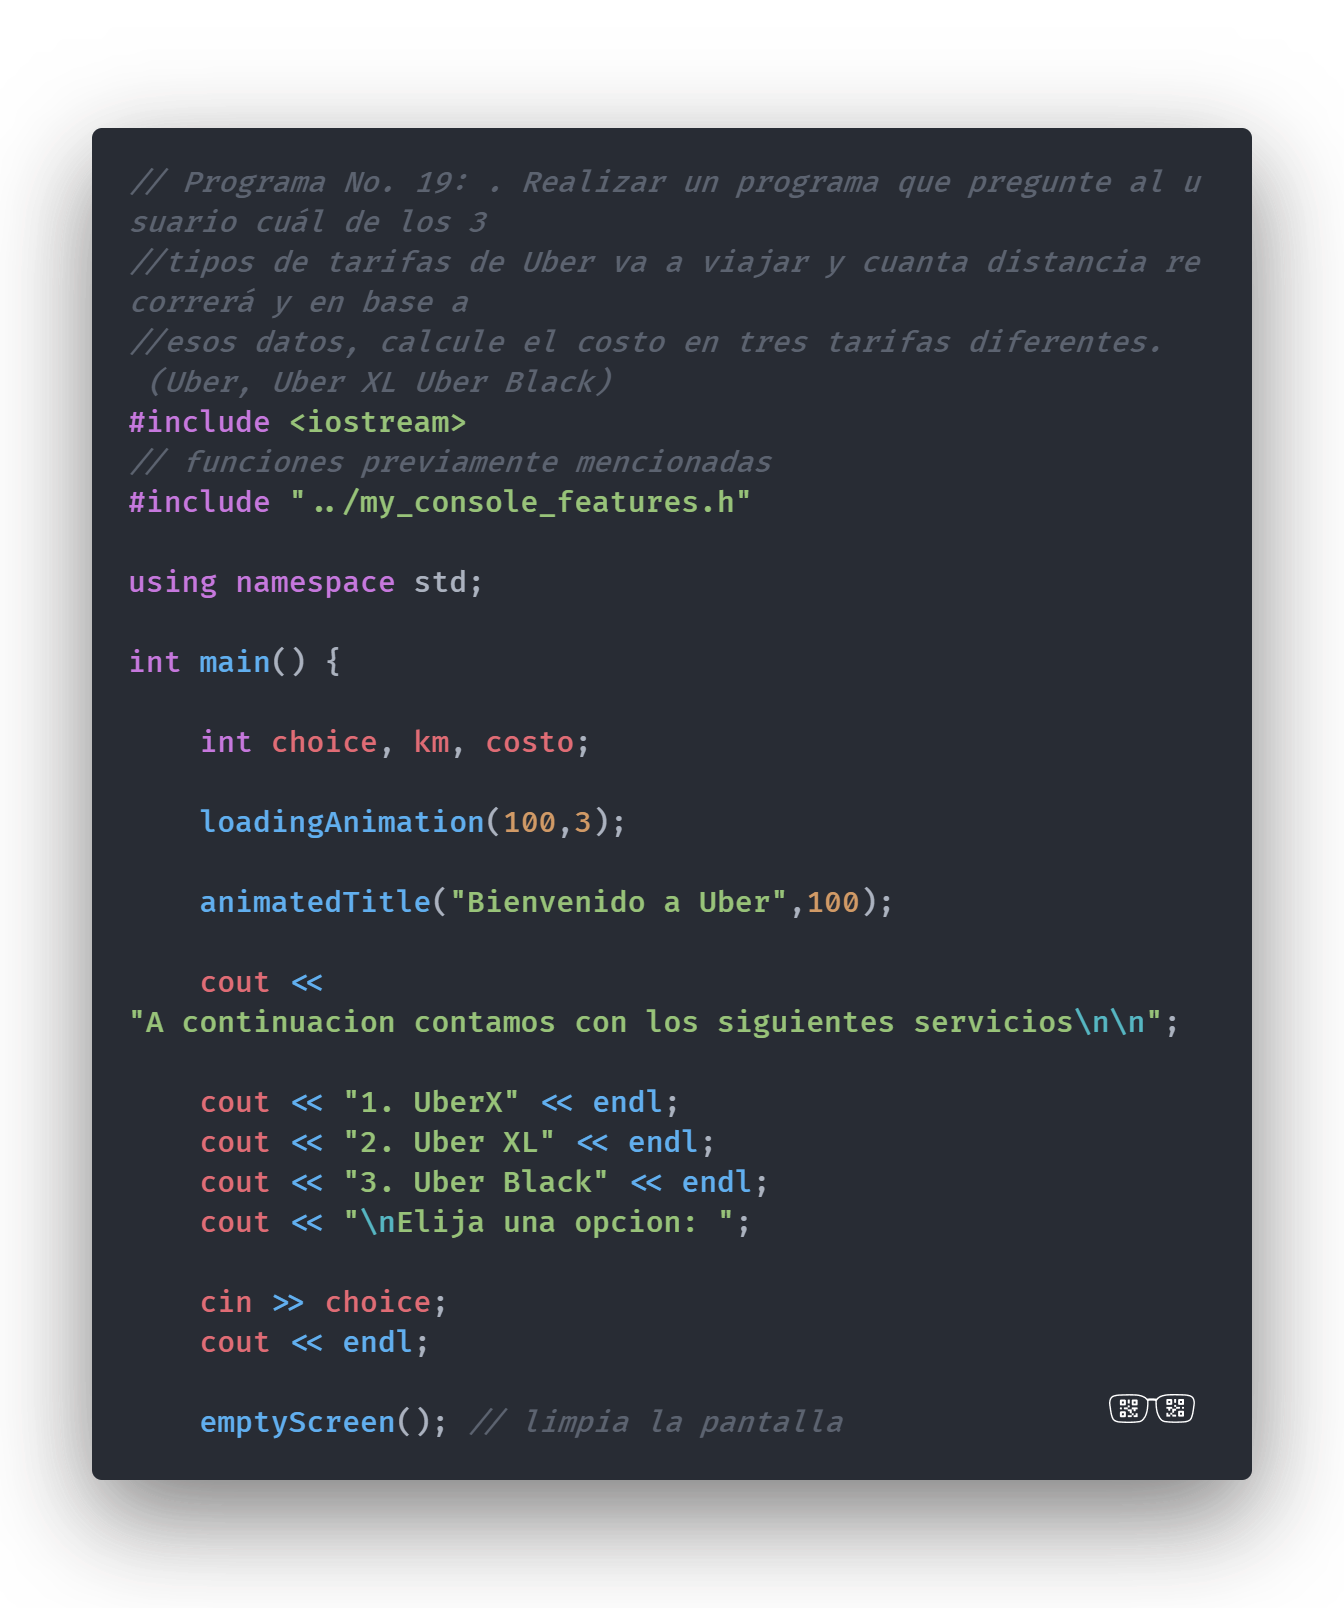 // Programa No. 19: . Realizar un programa que pregunte al u
suario cuál de los 3
//tipos de tarifas de Uber va a viajar y cuanta distancia re
correrá y en base a
//esos datos, calcule el costo en tres tarifas diferentes.
 (Uber, Uber XL Uber Black)
#include <iostream>
// funciones previamente mencionadas
#include "../my_console_features.h"
using namespace std;
int main() {
    int choice, km, costo;
    loadingAnimation(100,3);
    animatedTitle("Bienvenido a Uber",100);
    cout <<
"A continuacion contamos con los siguientes servicios\n\n";
    cout << "1. UberX" << endl;
    cout << "2. Uber XL" << endl;
    cout << "3. Uber Black" << endl;
    cout << "\nElija una opcion: ";
    cin >> choice;
    cout << endl;
    emptyScreen(); // limpia la pantalla